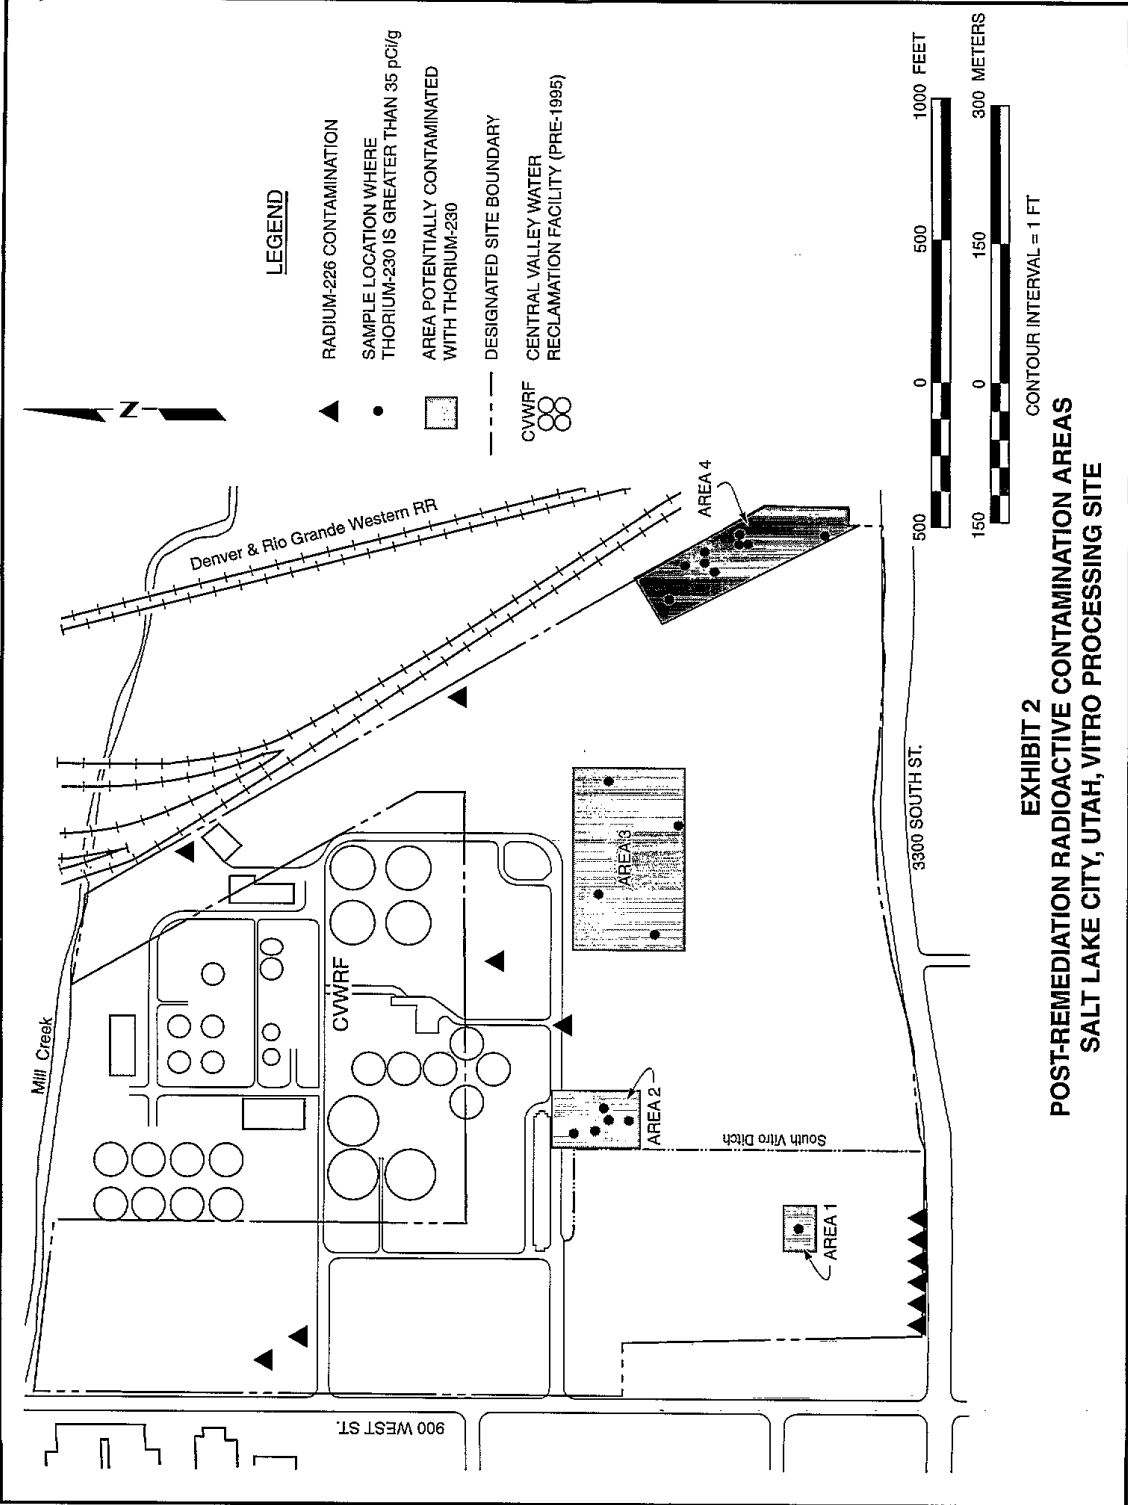 LEGEND
RADIUM-226 CONTAMINATION
SAMPLE LOCATION WHERE
THORIUM-230 IS GREATER THAN 35 pCi/g
AREA POTENTIALLY CONTAMINATED
WITH THORIUM-230
DESIGNATED SITE BOUNDARY
CVWRF
CENTRAL VALLEY WATER
RECLAMATION FACILITY (PRE-1995)
N
Mill Creek
Denver & Rio Grande Western RR
CVWRF
900 WEST ST.
AREA 4
AREA 3
AREA 2
South Vitro Ditch
AREA 1
3300 SOUTH ST.
500 0 500 1000 FEET
150 0 150 300 METERS
CONTOUR INTERVAL = 1 FT
EXHIBIT 2
POST-REMEDIATION RADIOACTIVE CONTAMINATION AREAS
SALT LAKE CITY, UTAH, VITRO PROCESSING SITE